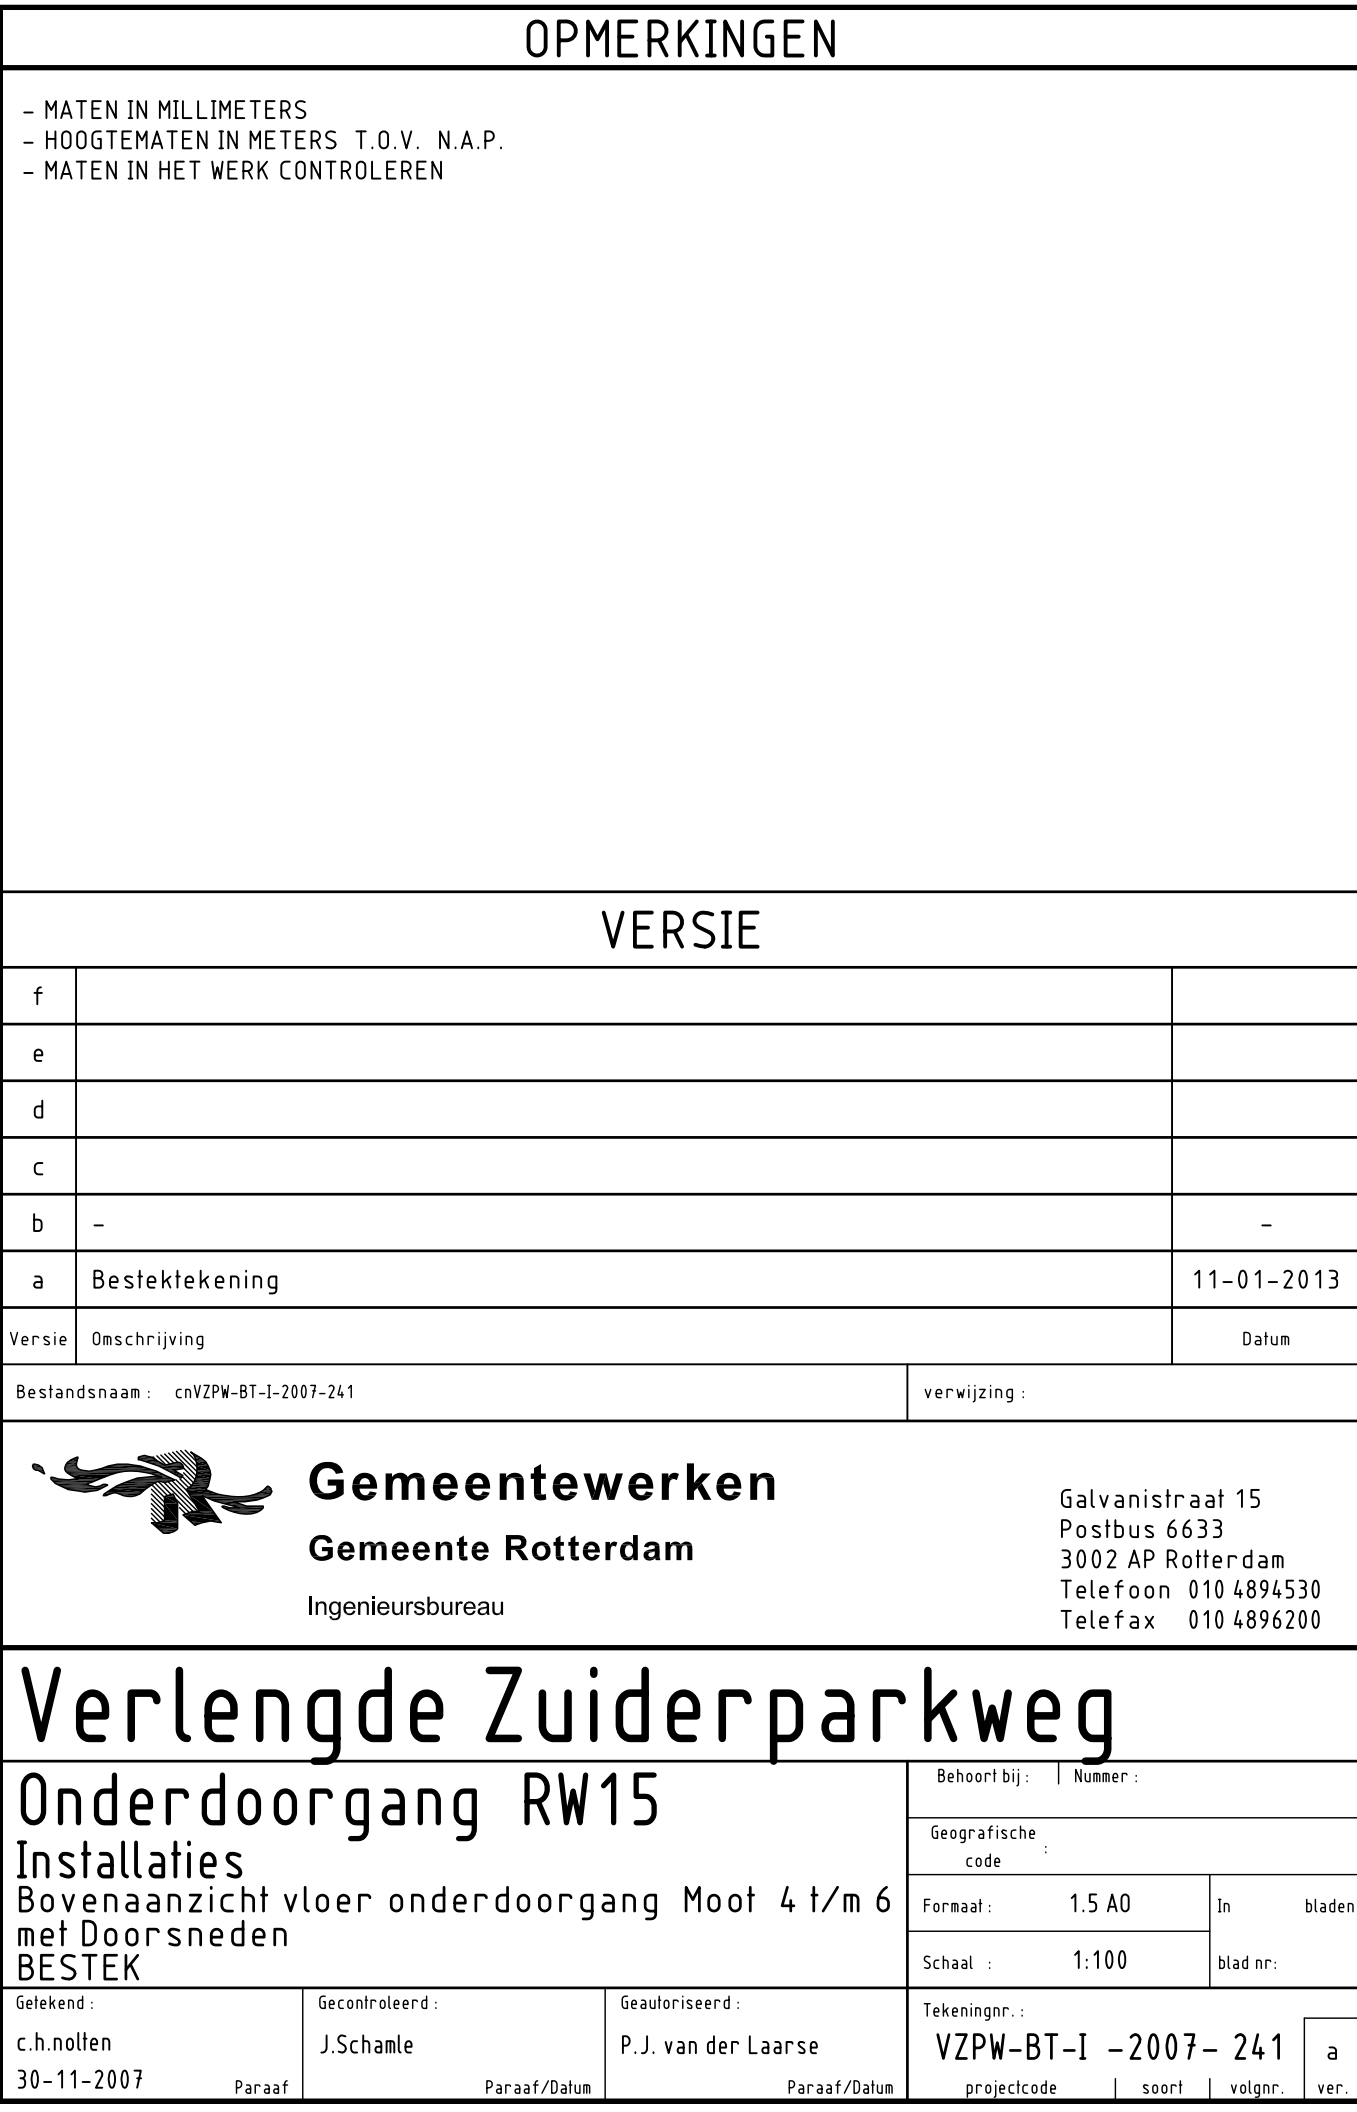 OPMERKINGEN
- MATEN IN MILLIMETERS
- HOOGTEMATEN IN METERS T.O.V. N.A.P.
- MATEN IN HET WERK CONTROLEREN
VERSIE
f
e
d
c
b - -
a Bestektekening 11-01-2013
Versie Omschrijving Datum
Bestandsnaam : cnVZPW-BT-I-2007-241 verwijzing :
Gemeentewerken
Gemeente Rotterdam
Ingenieursbureau
Galvanistraat 15
Postbus 6633
3002 AP Rotterdam
Telefoon 010 4894530
Telefax 010 4896200
Verlengde Zuiderparkweg
Onderdoorgang RW15
Installaties
Bovenaanzicht vloer onderdoorgang Moot 4 t/m 6
met Doorsneden
BESTEK
Behoort bij : Nummer :
Geografische
code :
Formaat : 1.5 A0 In bladen
Schaal : 1:100 blad nr:
Getekend : Gecontroleerd : Geautoriseerd :
c.h.nolten J.Schamle P.J. van der Laarse
30-11-2007 Paraaf Paraaf/Datum Paraaf/Datum
Tekeningnr. :
VZPW-BT-I -2007- 241 a
projectcode soort volgnr. ver.